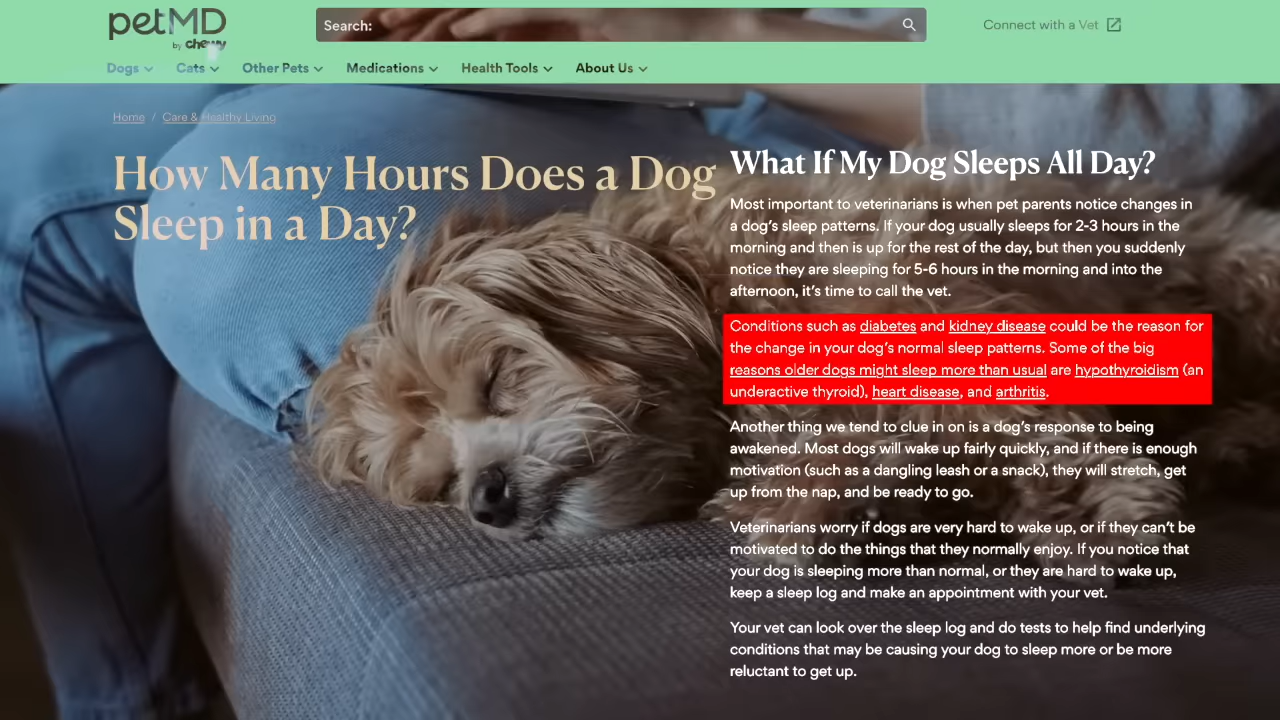 petMD
by chewy
Search:
Connect with a Vet
Dogs Cats Other Pets Medications Health Tools About Us
Home / Care & Healthy Living
How Many Hours Does a Dog
Sleep in a Day?
What If My Dog Sleeps All Day?
Most important to veterinarians is when pet parents notice changes in
a dog's sleep patterns. If your dog usually sleeps for 2-3 hours in the
morning and then is up for the rest of the day, but then you suddenly
notice they are sleeping for 5-6 hours in the morning and into the
afternoon, it's time to call the vet.
Conditions such as diabetes and kidney disease could be the reason for
the change in your dog's normal sleep patterns. Some of the big
reasons older dogs might sleep more than usual are hypothyroidism (an
underactive thyroid), heart disease, and arthritis.
Another thing we tend to clue in on is a dog's response to being
awakened. Most dogs will wake up fairly quickly, and if there is enough
motivation (such as a dangling leash or a snack), they will stretch, get
up from the nap, and be ready to go.
Veterinarians worry if dogs are very hard to wake up, or if they can't be
motivated to do the things that they normally enjoy. If you notice that
your dog is sleeping more than normal, or they are hard to wake up,
keep a sleep log and make an appointment with your vet.
Your vet can look over the sleep log and do tests to help find underlying
conditions that may be causing your dog to sleep more or be more
reluctant to get up.